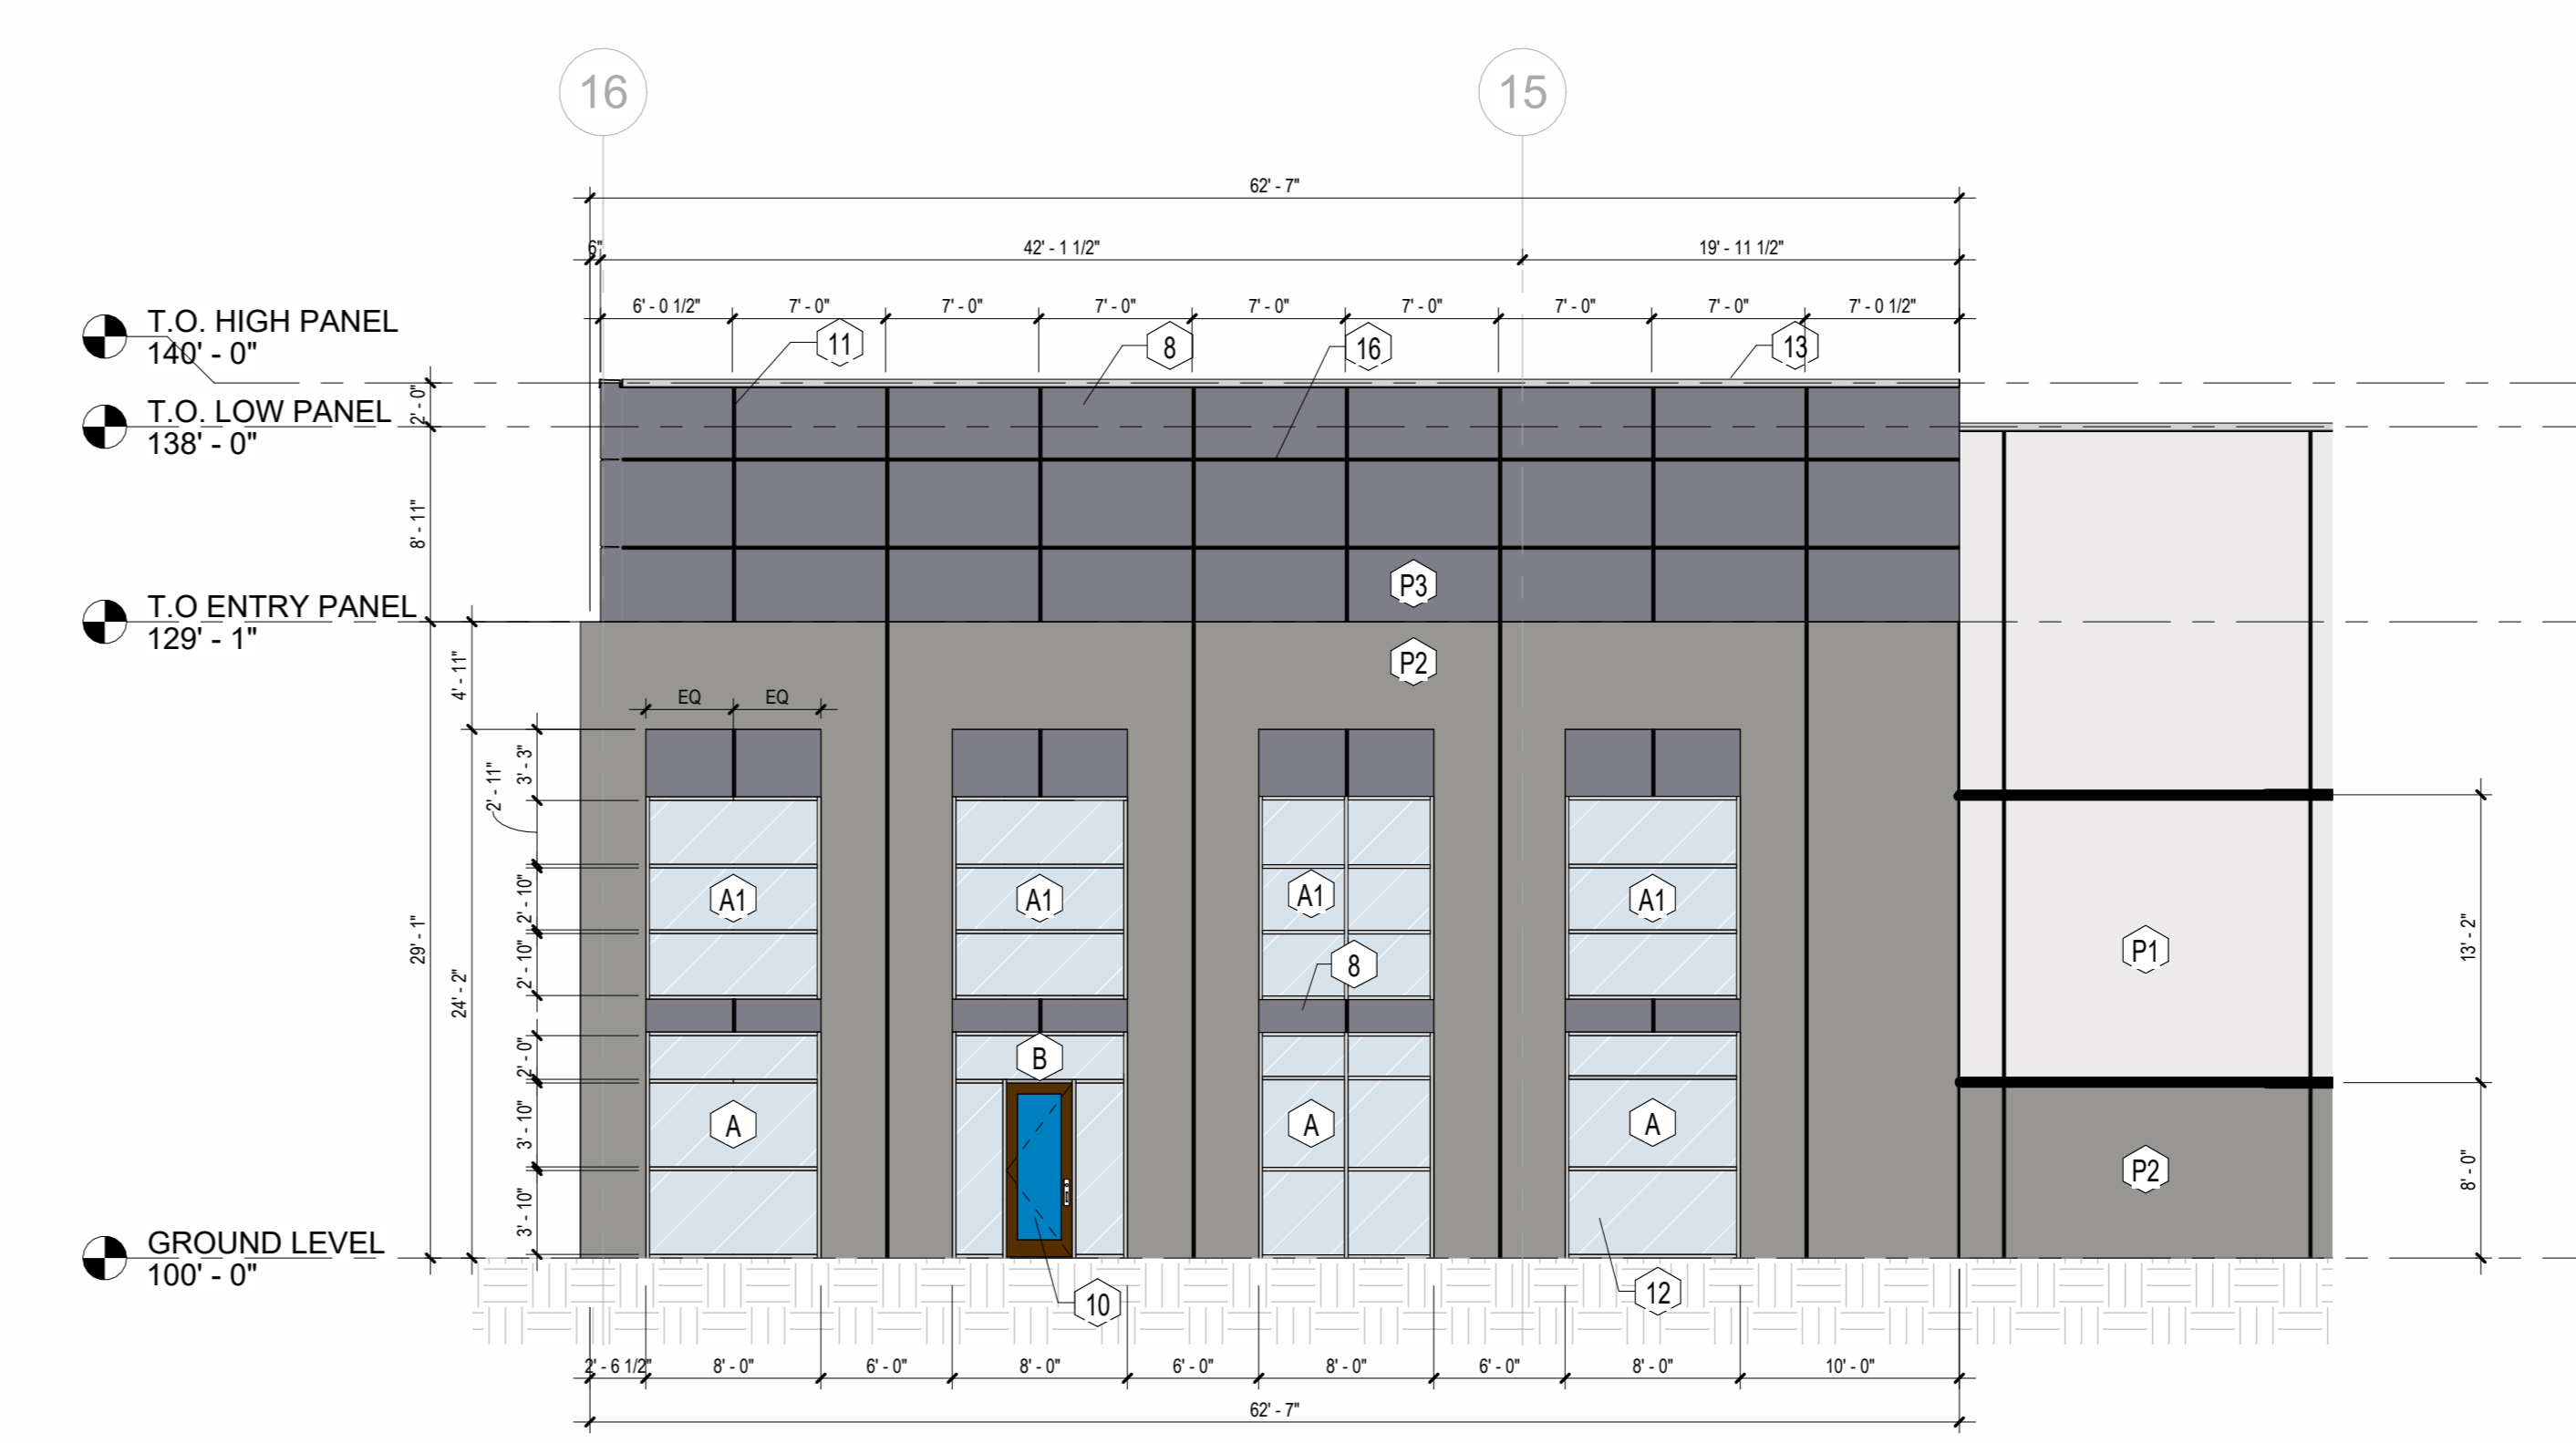 16
15
62' - 7"
6"
42' - 1 1/2"
19' - 11 1/2"
6' - 0 1/2"
7' - 0"
7' - 0"
7' - 0"
7' - 0"
7' - 0"
7' - 0"
7' - 0"
7' - 0 1/2"
T.O. HIGH PANEL
140' - 0"
11
8
16
13
2' - 0"
T.O. LOW PANEL
138' - 0"
8' - 11"
P3
T.O ENTRY PANEL
129' - 1"
P2
4' - 11"
EQ
EQ
3' - 3"
2' - 11"
A1
A1
A1
A1
2' - 10"
8
2' - 10"
29' - 1"
24' - 2"
P1
13' - 2"
2' - 0"
B
A
A
A
3' - 10"
P2
8' - 0"
3' - 10"
GROUND LEVEL
100' - 0"
10
12
2' - 6 1/2"
8' - 0"
6' - 0"
8' - 0"
6' - 0"
8' - 0"
6' - 0"
8' - 0"
10' - 0"
62' - 7"